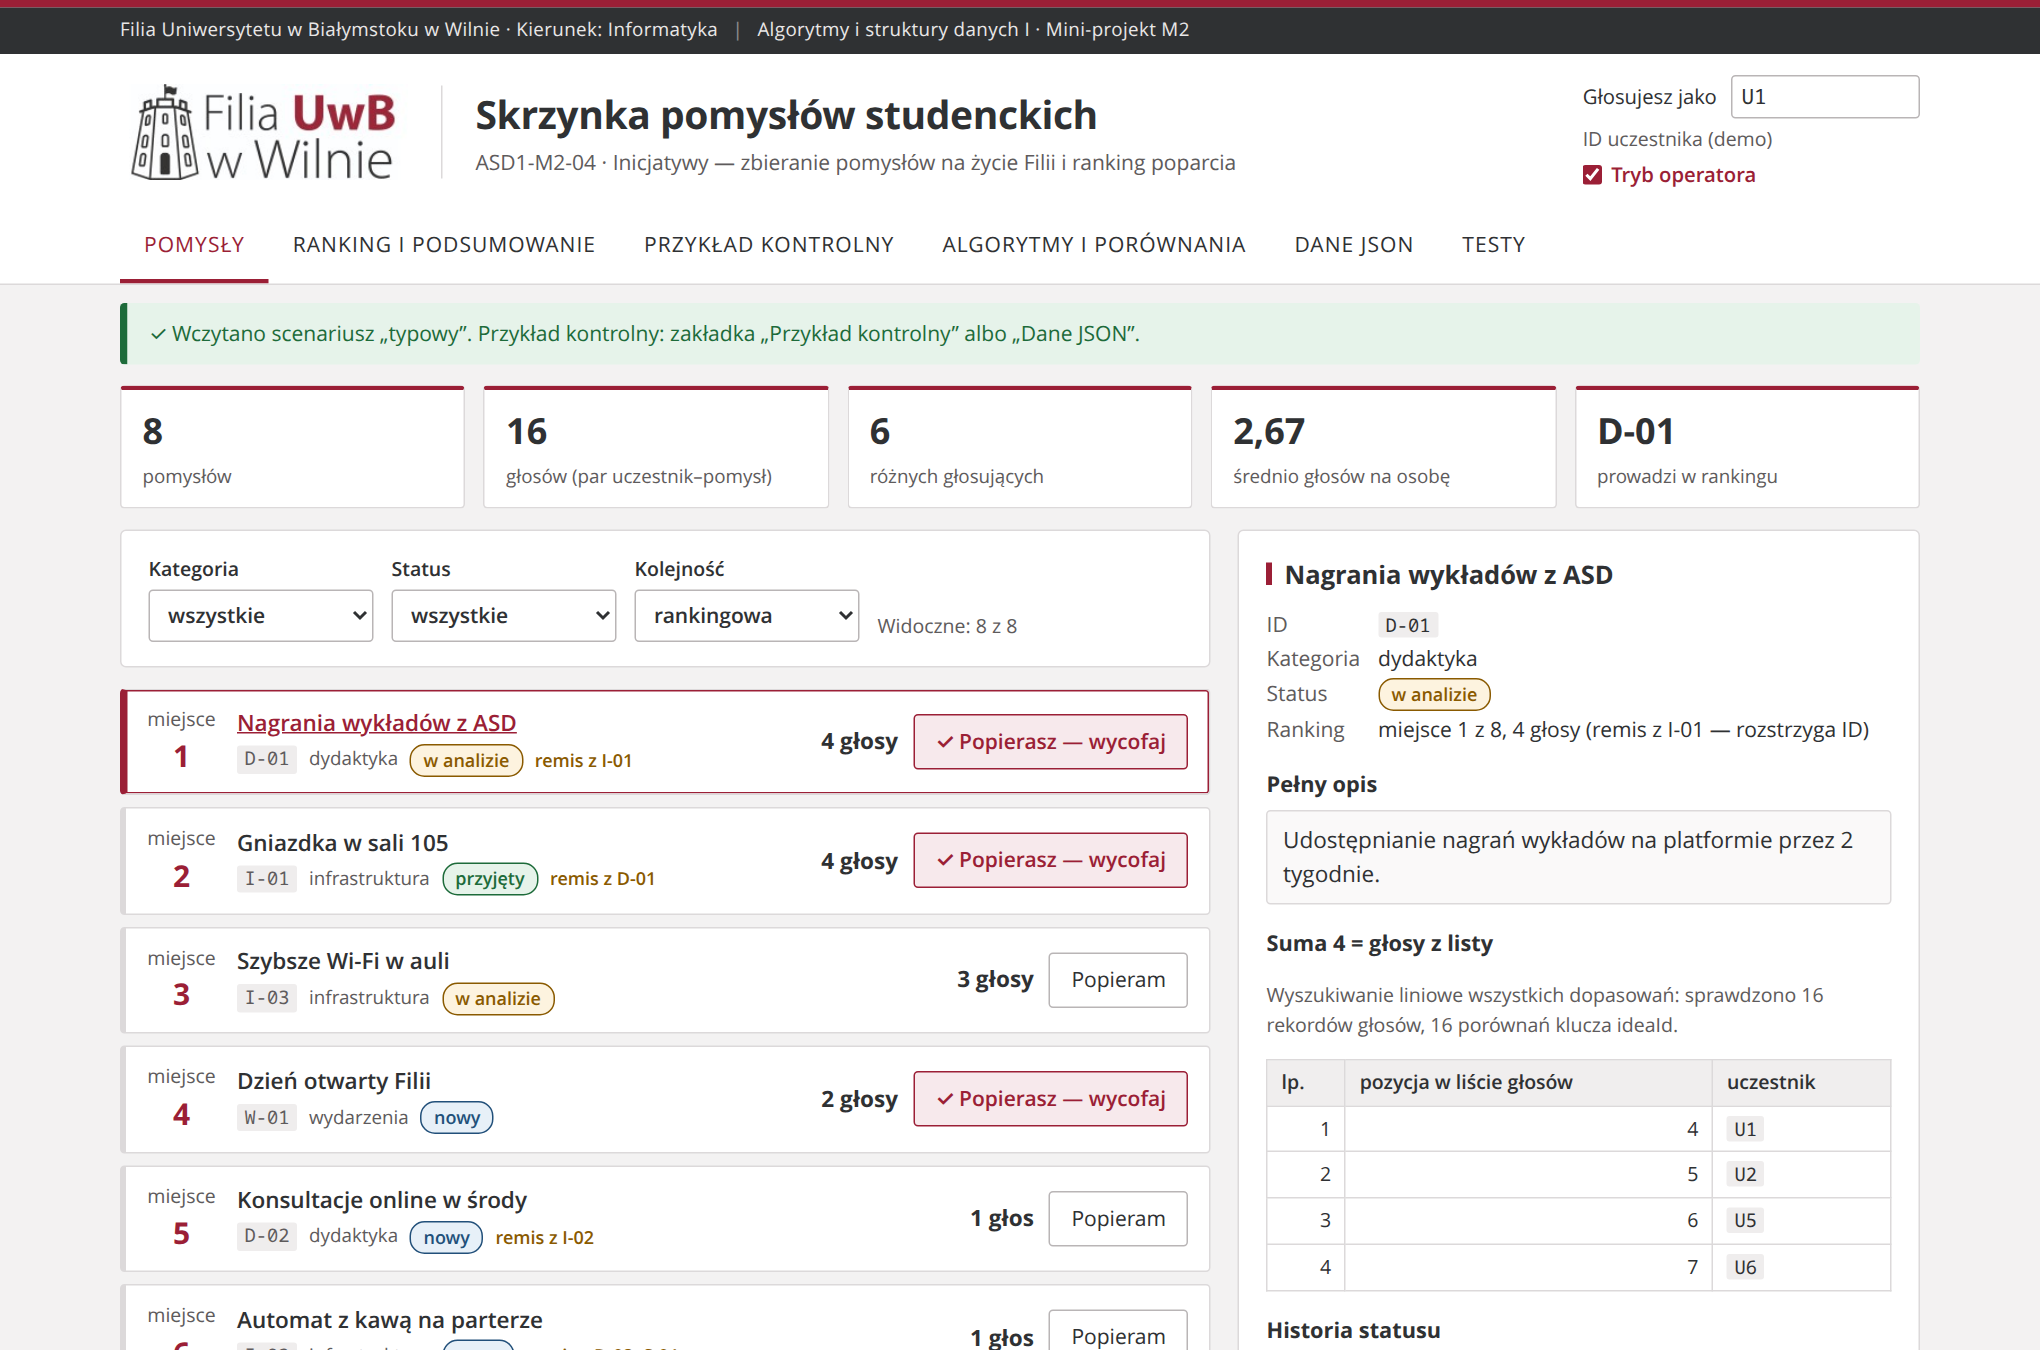 Filia Uniwersytetu w Białymstoku w Wilnie · Kierunek: Informatyka | Algorytmy i struktury danych I · Mini-projekt M2
Filia UwB
w Wilnie
Skrzynka pomysłów studenckich
ASD1-M2-04 · Inicjatywy — zbieranie pomysłów na życie Filii i ranking poparcia
Głosujesz jako U1
ID uczestnika (demo)
Tryb operatora
POMYSŁY RANKING I PODSUMOWANIE PRZYKŁAD KONTROLNY ALGORYTMY I PORÓWNANIA DANE JSON TESTY
✓ Wczytano scenariusz „typowy”. Przykład kontrolny: zakładka „Przykład kontrolny” albo „Dane JSON”.
8
pomysłów
16
głosów (par uczestnik–pomysł)
6
różnych głosujących
2,67
średnio głosów na osobę
D-01
prowadzi w rankingu
Kategoria Status Kolejność
wszystkie wszystkie rankingowa Widoczne: 8 z 8
miejsce
1
Nagrania wykładów z ASD
D-01 dydaktyka w analizie remis z I-01
4 głosy ✓ Popierasz — wycofaj
miejsce
2
Gniazdka w sali 105
I-01 infrastruktura przyjęty remis z D-01
4 głosy ✓ Popierasz — wycofaj
miejsce
3
Szybsze Wi-Fi w auli
I-03 infrastruktura w analizie
3 głosy Popieram
miejsce
4
Dzień otwarty Filii
W-01 wydarzenia nowy
2 głosy ✓ Popierasz — wycofaj
miejsce
5
Konsultacje online w środy
D-02 dydaktyka nowy remis z I-02
1 głos Popieram
miejsce
Automat z kawą na parterze
1 głos Popieram
Nagrania wykładów z ASD
ID D-01
Kategoria dydaktyka
Status w analizie
Ranking miejsce 1 z 8, 4 głosy (remis z I-01 — rozstrzyga ID)
Pełny opis
Udostępnianie nagrań wykładów na platformie przez 2
tygodnie.
Suma 4 = głosy z listy
Wyszukiwanie liniowe wszystkich dopasowań: sprawdzono 16
rekordów głosów, 16 porównań klucza ideaId.
lp. pozycja w liście głosów uczestnik
1 4 U1
2 5 U2
3 6 U5
4 7 U6
Historia statusu